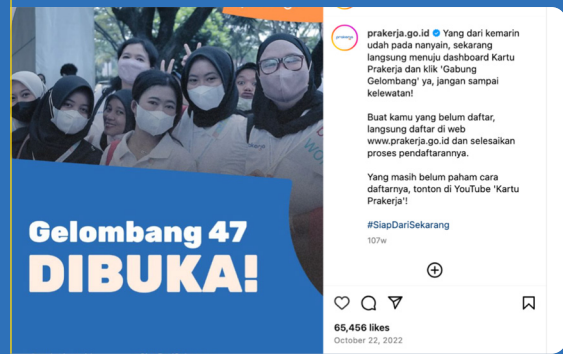 Gelombang 47
DIBUKA!
prakerja.go.id Yang dari kemarin
udah pada nanyain, sekarang
langsung menuju dashboard Kartu
Prakerja dan klik 'Gabung
Gelombang' ya, jangan sampai
kelewatan!
Buat kamu yang belum daftar,
langsung daftar di web
www.prakerja.go.id dan selesaikan
proses pendaftarannya.
Yang masih belum paham cara
daftarnya, tonton di YouTube 'Kartu
Prakerja'!
#SiapDariSekarang
107w
65,456 likes
October 22, 2022